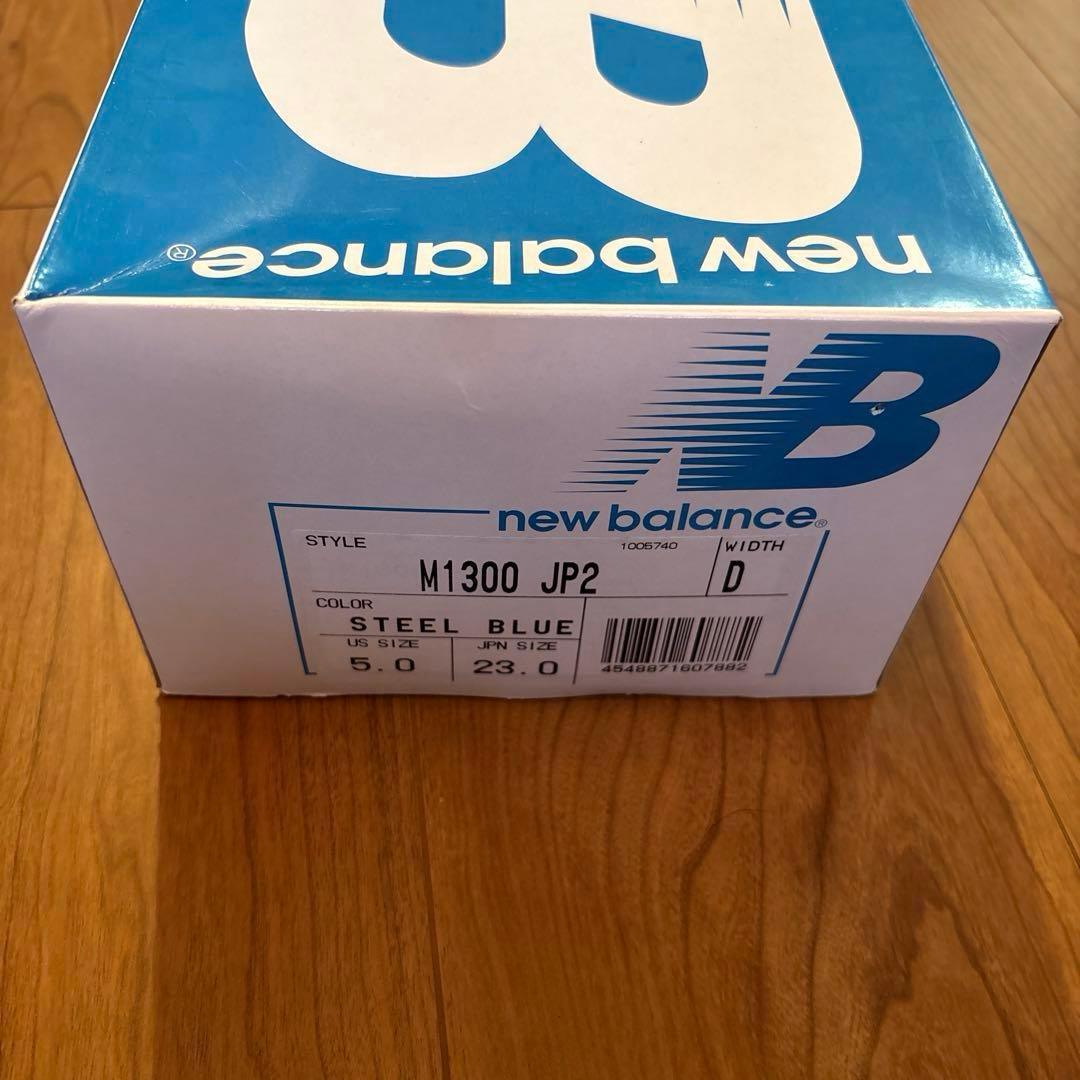 new balance®
NB
new balance®
STYLE 1005740 WIDTH
M1300 JP2 D
COLOR
STEEL BLUE
US SIZE JPN SIZE
5.0 23.0
4548871607882